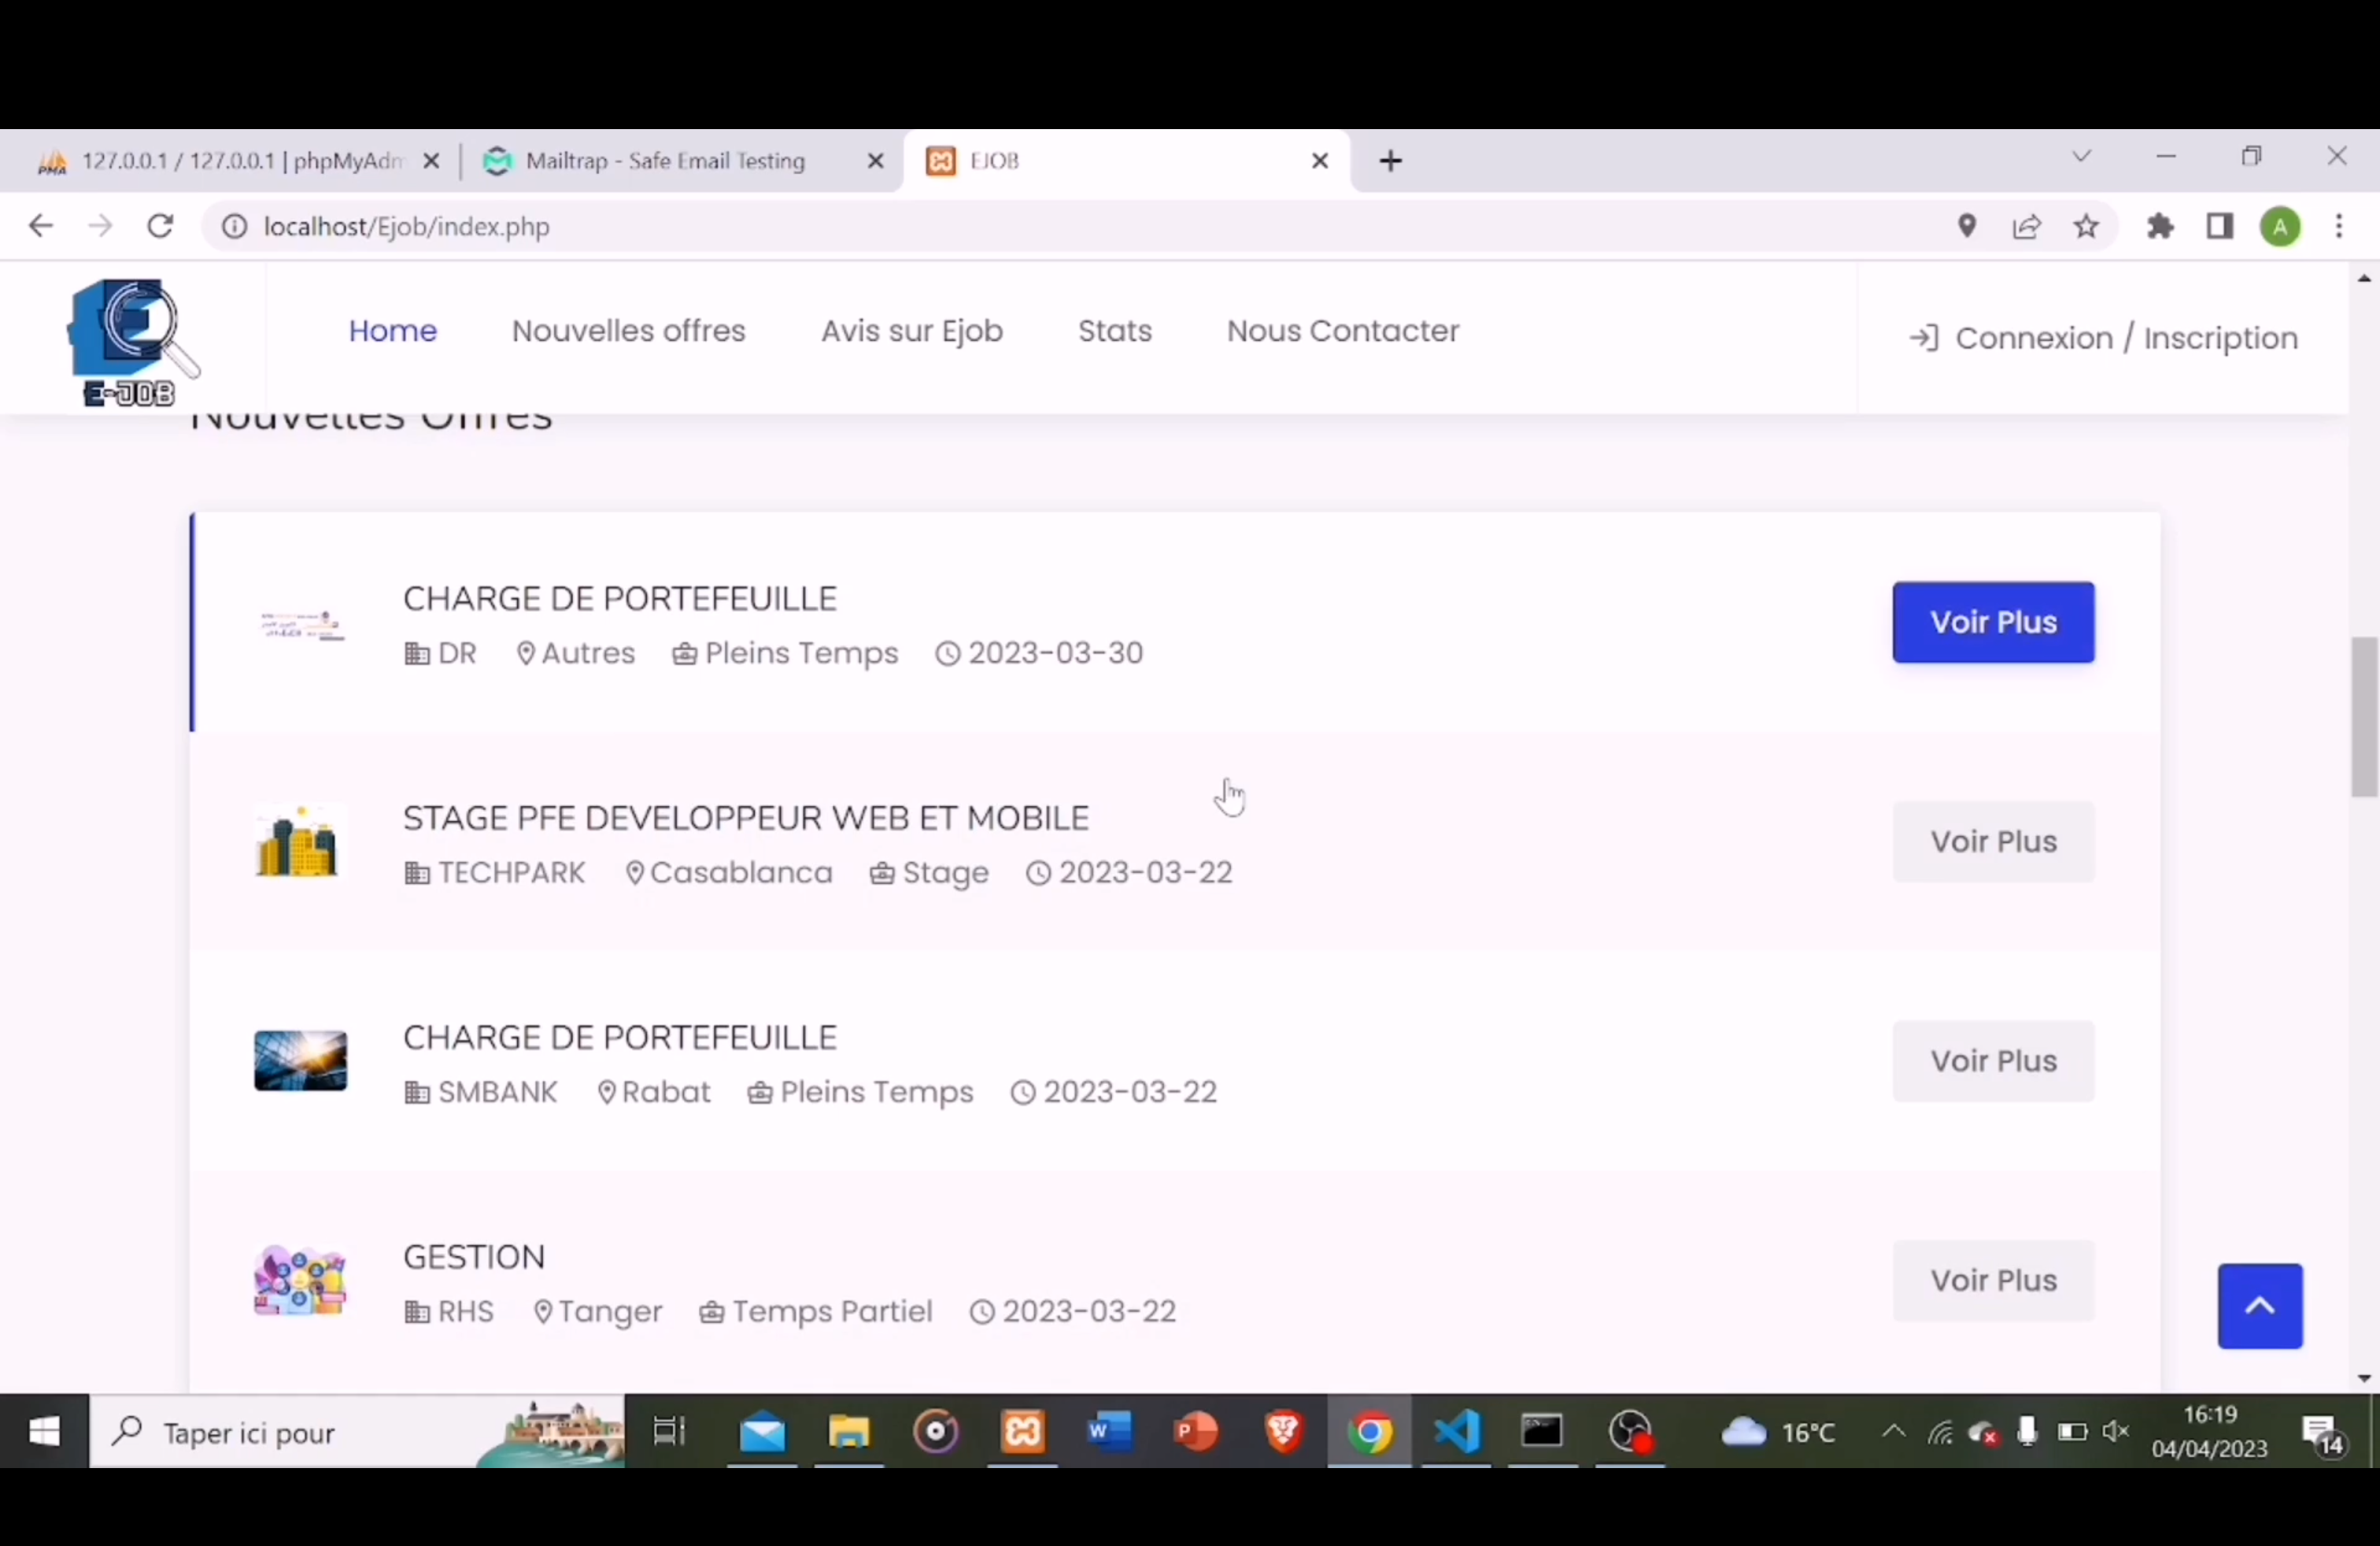 127.0.0.1 / 127.0.0.1 | phpMyAdm
Mailtrap - Safe Email Testing
EJOB
localhost/Ejob/index.php
A
E-JOB
Home
Nouvelles offres
Avis sur Ejob
Stats
Nous Contacter
Connexion / Inscription
Nouvelles Offres
CHARGE DE PORTEFEUILLE
DR Autres Pleins Temps 2023-03-30
Voir Plus
STAGE PFE DEVELOPPEUR WEB ET MOBILE
TECHPARK Casablanca Stage 2023-03-22
Voir Plus
CHARGE DE PORTEFEUILLE
SMBANK Rabat Pleins Temps 2023-03-22
Voir Plus
GESTION
RHS Tanger Temps Partiel 2023-03-22
Voir Plus
Taper ici pour
16°C
16:19
04/04/2023
14